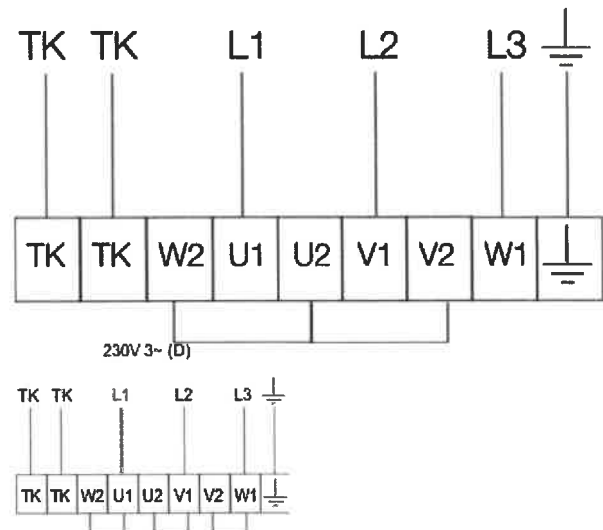 TK TK L1 L2 L3
TK TK W2 U1 U2 V1 V2 W1
230V 3~ (D)
TK TK L1 L2 L3
TK TK W2 U1 U2 V1 V2 W1